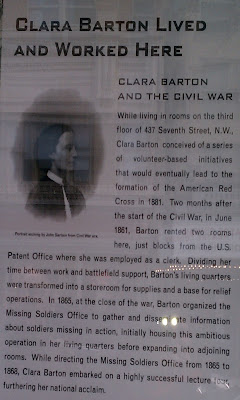 CLARA BARTON LIVED
AND WORKED HERE
CLARA BARTON
AND THE CIVIL WAR
While living in rooms on the third
floor of 437 Seventh Street, N.W.,
Clara Barton conceived of a series
of volunteer-based initiatives
that would eventually lead to the
formation of the American Red
Cross in 1881. Two months after
the start of the Civil War, in June
1861, Barton rented two rooms
here, just blocks from the U.S.
Patent Office where she was employed as a clerk. Dividing her
time between work and battlefield support, Barton's living quarters
were transformed into a storeroom for supplies and a base for relief
operations. In 1865, at the close of the war, Barton organized the
Missing Soldiers Office to gather and disseminate information
about soldiers missing in action, initially housing this ambitious
operation in her living quarters before expanding into adjoining
rooms. While directing the Missing Soldiers Office from 1865 to
1868, Clara Barton embarked on a highly successful lecture tour,
furthering her national acclaim.